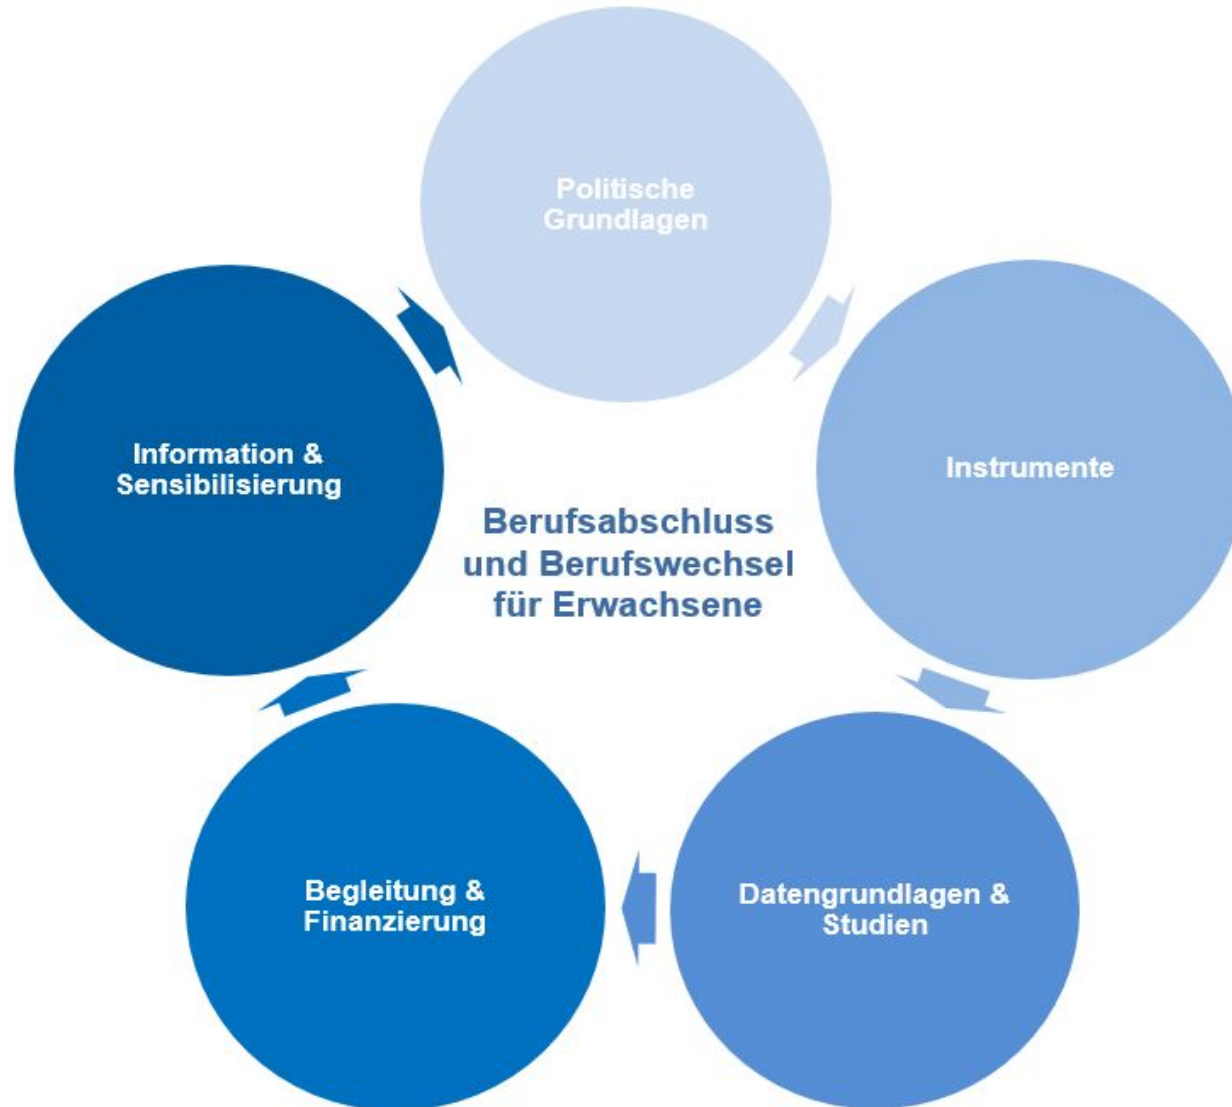 Politische
Grundlagen
Instrumente
Datengrundlagen &
Studien
Begleitung &
Finanzierung
Information &
Sensibilisierung
Berufsabschluss
und Berufswechsel
für Erwachsene